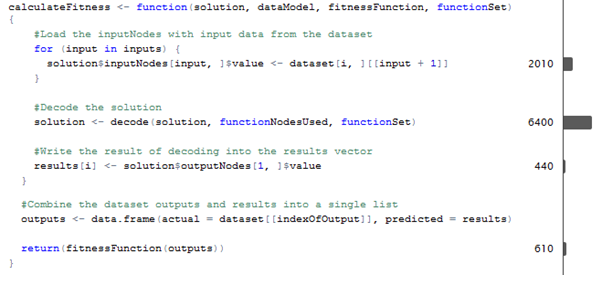 calculateFitness <- function(solution, dataModel, fitnessFunction, functionSet)
{
#Load the inputNodes with input data from the dataset
for (input in inputs) {
solution$inputNodes[input, ]$value <- dataset[i, ][[input + 1]] 2010
}
#Decode the solution
solution <- decode(solution, functionNodesUsed, functionSet) 6400
#Write the result of decoding into the results vector
results[i] <- solution$outputNodes[1, ]$value 440
}
#Combine the dataset outputs and results into a single list
outputs <- data.frame(actual = dataset[[indexOfOutput]], predicted = results)
return(fitnessFunction(outputs)) 610
}